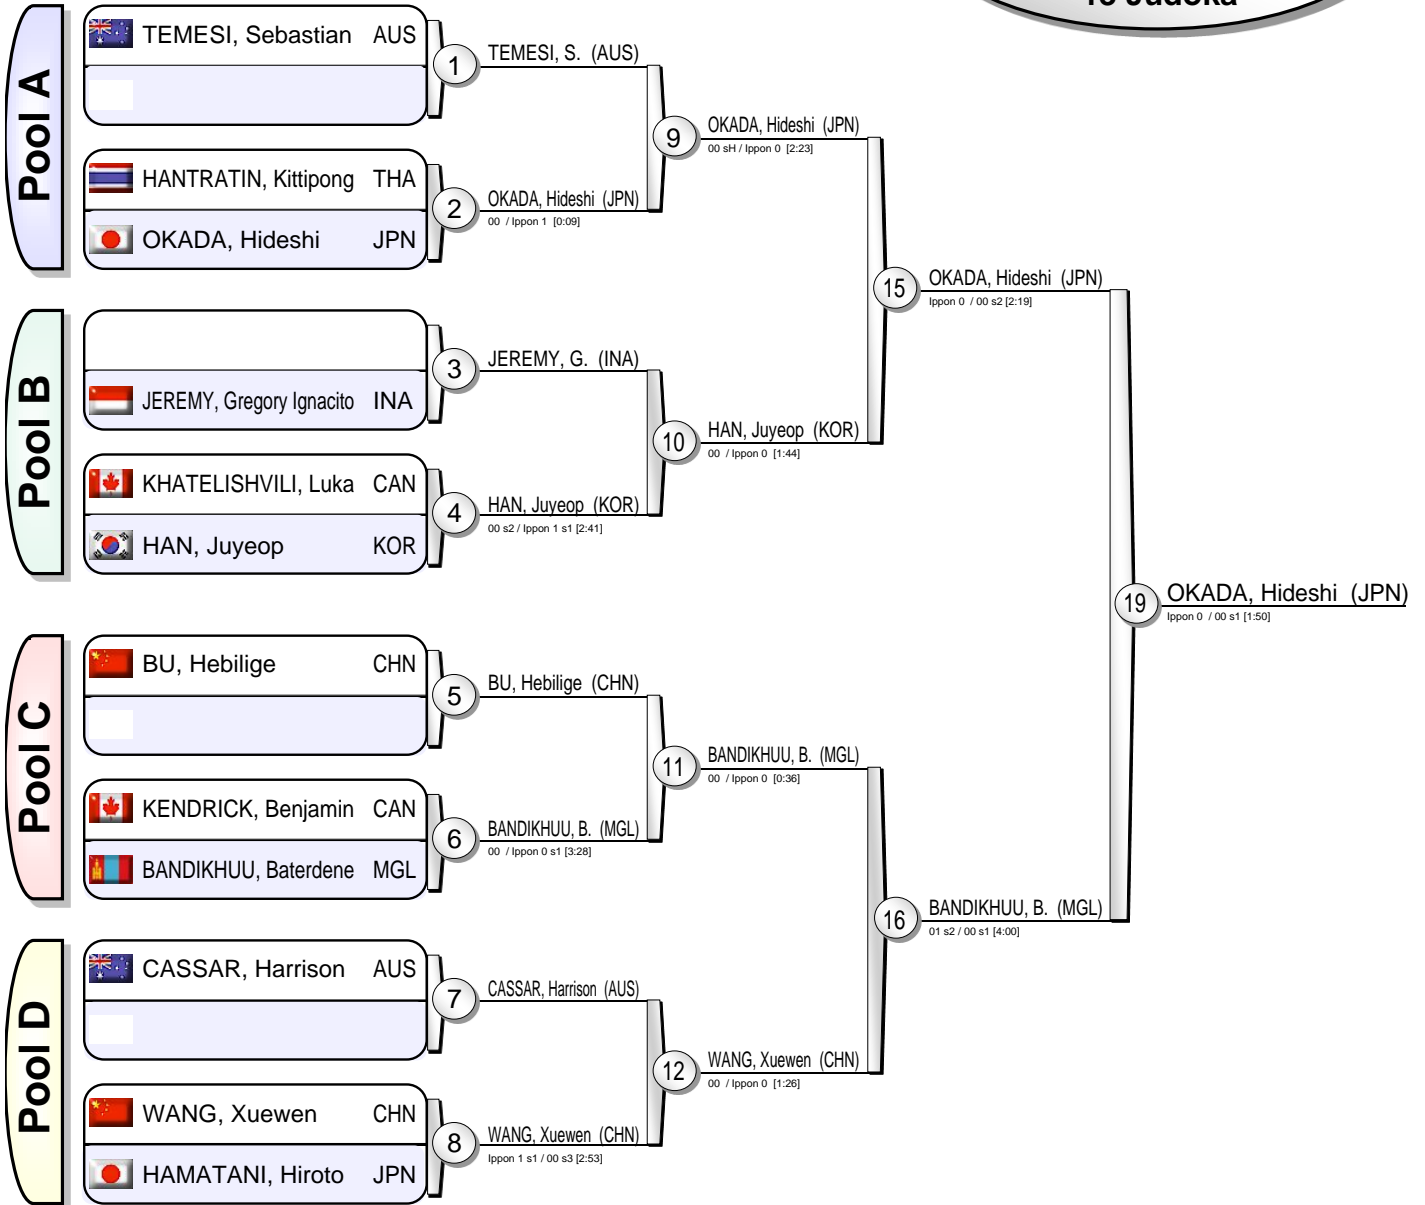 Judoka
Pool A
TEMESI, Sebastian AUS
HANTRATIN, Kittipong THA
OKADA, Hideshi JPN
1
TEMESI, S. (AUS)
2
OKADA, Hideshi (JPN)
00 / Ippon 1 [0:09]
9
OKADA, Hideshi (JPN)
00 sH / Ippon 0 [2:23]
Pool B
JEREMY, Gregory Ignacito INA
KHATELISHVILI, Luka CAN
HAN, Juyeop KOR
3
JEREMY, G. (INA)
4
HAN, Juyeop (KOR)
00 s2 / Ippon 1 s1 [2:41]
10
HAN, Juyeop (KOR)
00 / Ippon 0 [1:44]
15
OKADA, Hideshi (JPN)
Ippon 0 / 00 s2 [2:19]
Pool C
BU, Hebilige CHN
KENDRICK, Benjamin CAN
BANDIKHUU, Baterdene MGL
5
BU, Hebilige (CHN)
6
BANDIKHUU, B. (MGL)
00 / Ippon 0 s1 [3:28]
11
BANDIKHUU, B. (MGL)
00 / Ippon 0 [0:36]
Pool D
CASSAR, Harrison AUS
WANG, Xuewen CHN
HAMATANI, Hiroto JPN
7
CASSAR, Harrison (AUS)
8
WANG, Xuewen (CHN)
Ippon 1 s1 / 00 s3 [2:53]
12
WANG, Xuewen (CHN)
00 / Ippon 0 [1:26]
16
BANDIKHUU, B. (MGL)
01 s2 / 00 s1 [4:00]
19
OKADA, Hideshi (JPN)
Ippon 0 / 00 s1 [1:50]